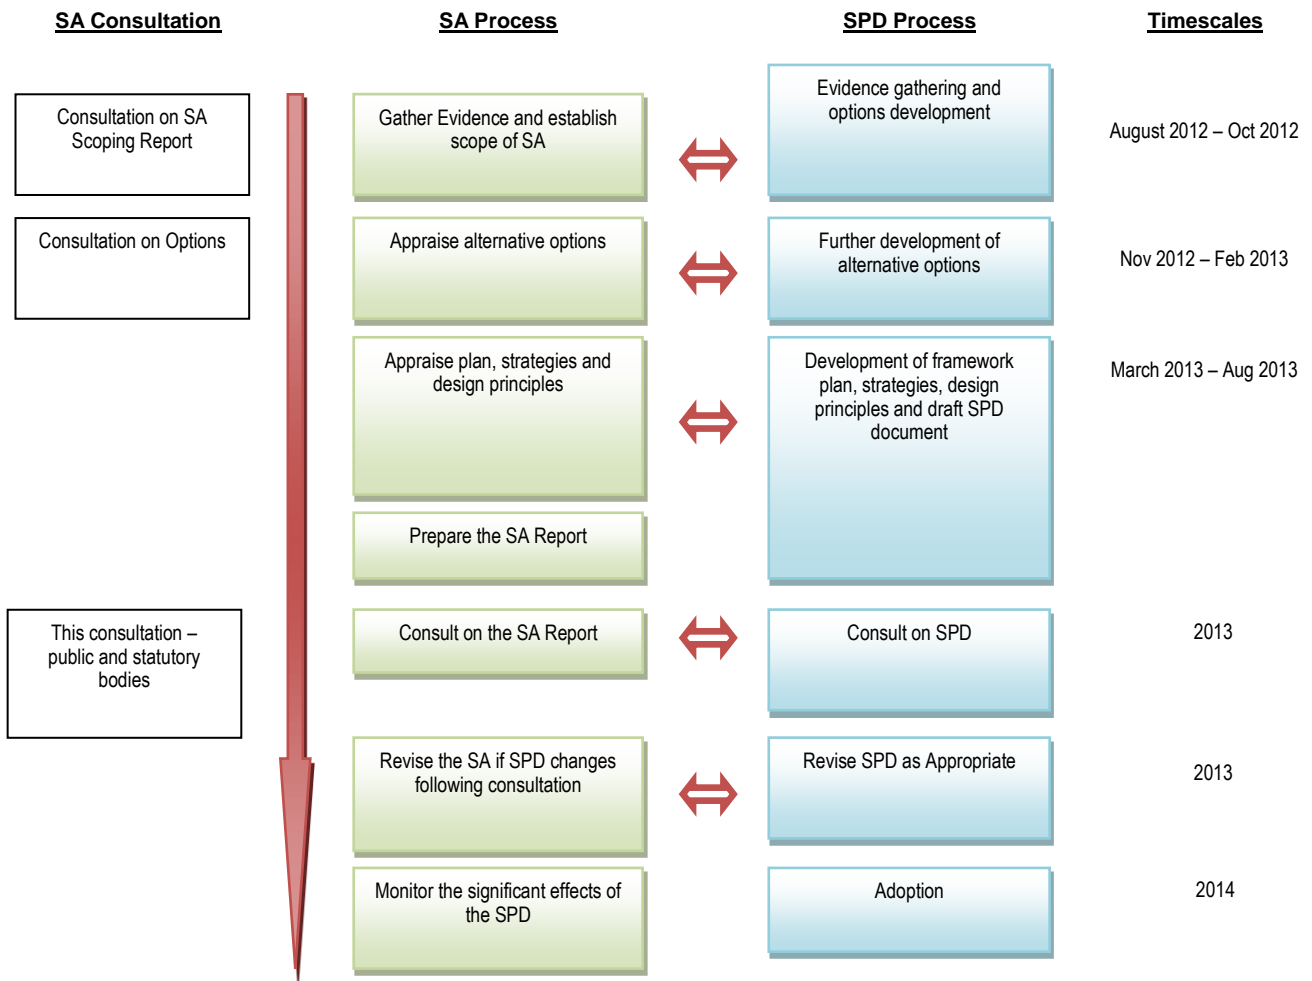 SA Consultation
SA Process
SPD Process
Timescales
Consultation on SA
Scoping Report
Gather Evidence and establish
scope of SA
Evidence gathering and
options development
August 2012 – Oct 2012
Consultation on Options
Appraise alternative options
Further development of
alternative options
Nov 2012 – Feb 2013
Appraise plan, strategies and
design principles
Development of framework
plan, strategies, design
principles and draft SPD
document
March 2013 – Aug 2013
Prepare the SA Report
This consultation –
public and statutory
bodies
Consult on the SA Report
Consult on SPD
2013
Revise the SA if SPD changes
following consultation
Revise SPD as Appropriate
2013
Monitor the significant effects of
the SPD
Adoption
2014